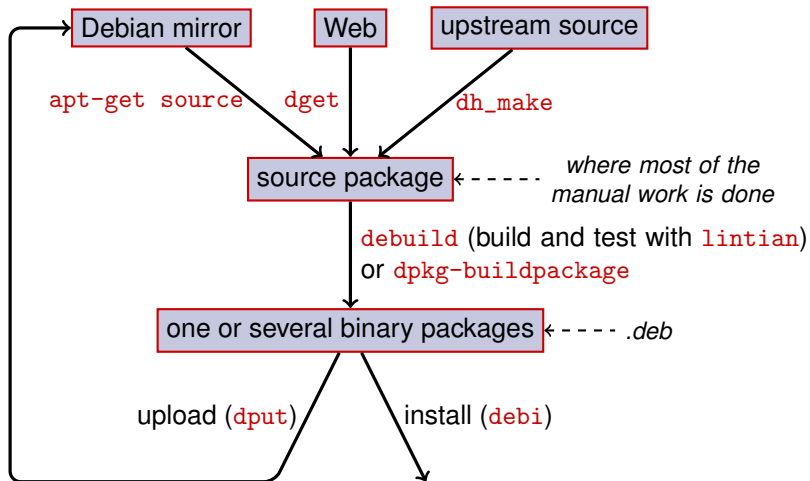 Debian mirror
Web
upstream source
apt-get source
dget
dh_make
source package
where most of the
manual work is done
debuild (build and test with lintian)
or dpkg-buildpackage
one or several binary packages
.deb
upload (dput)
install (debi)